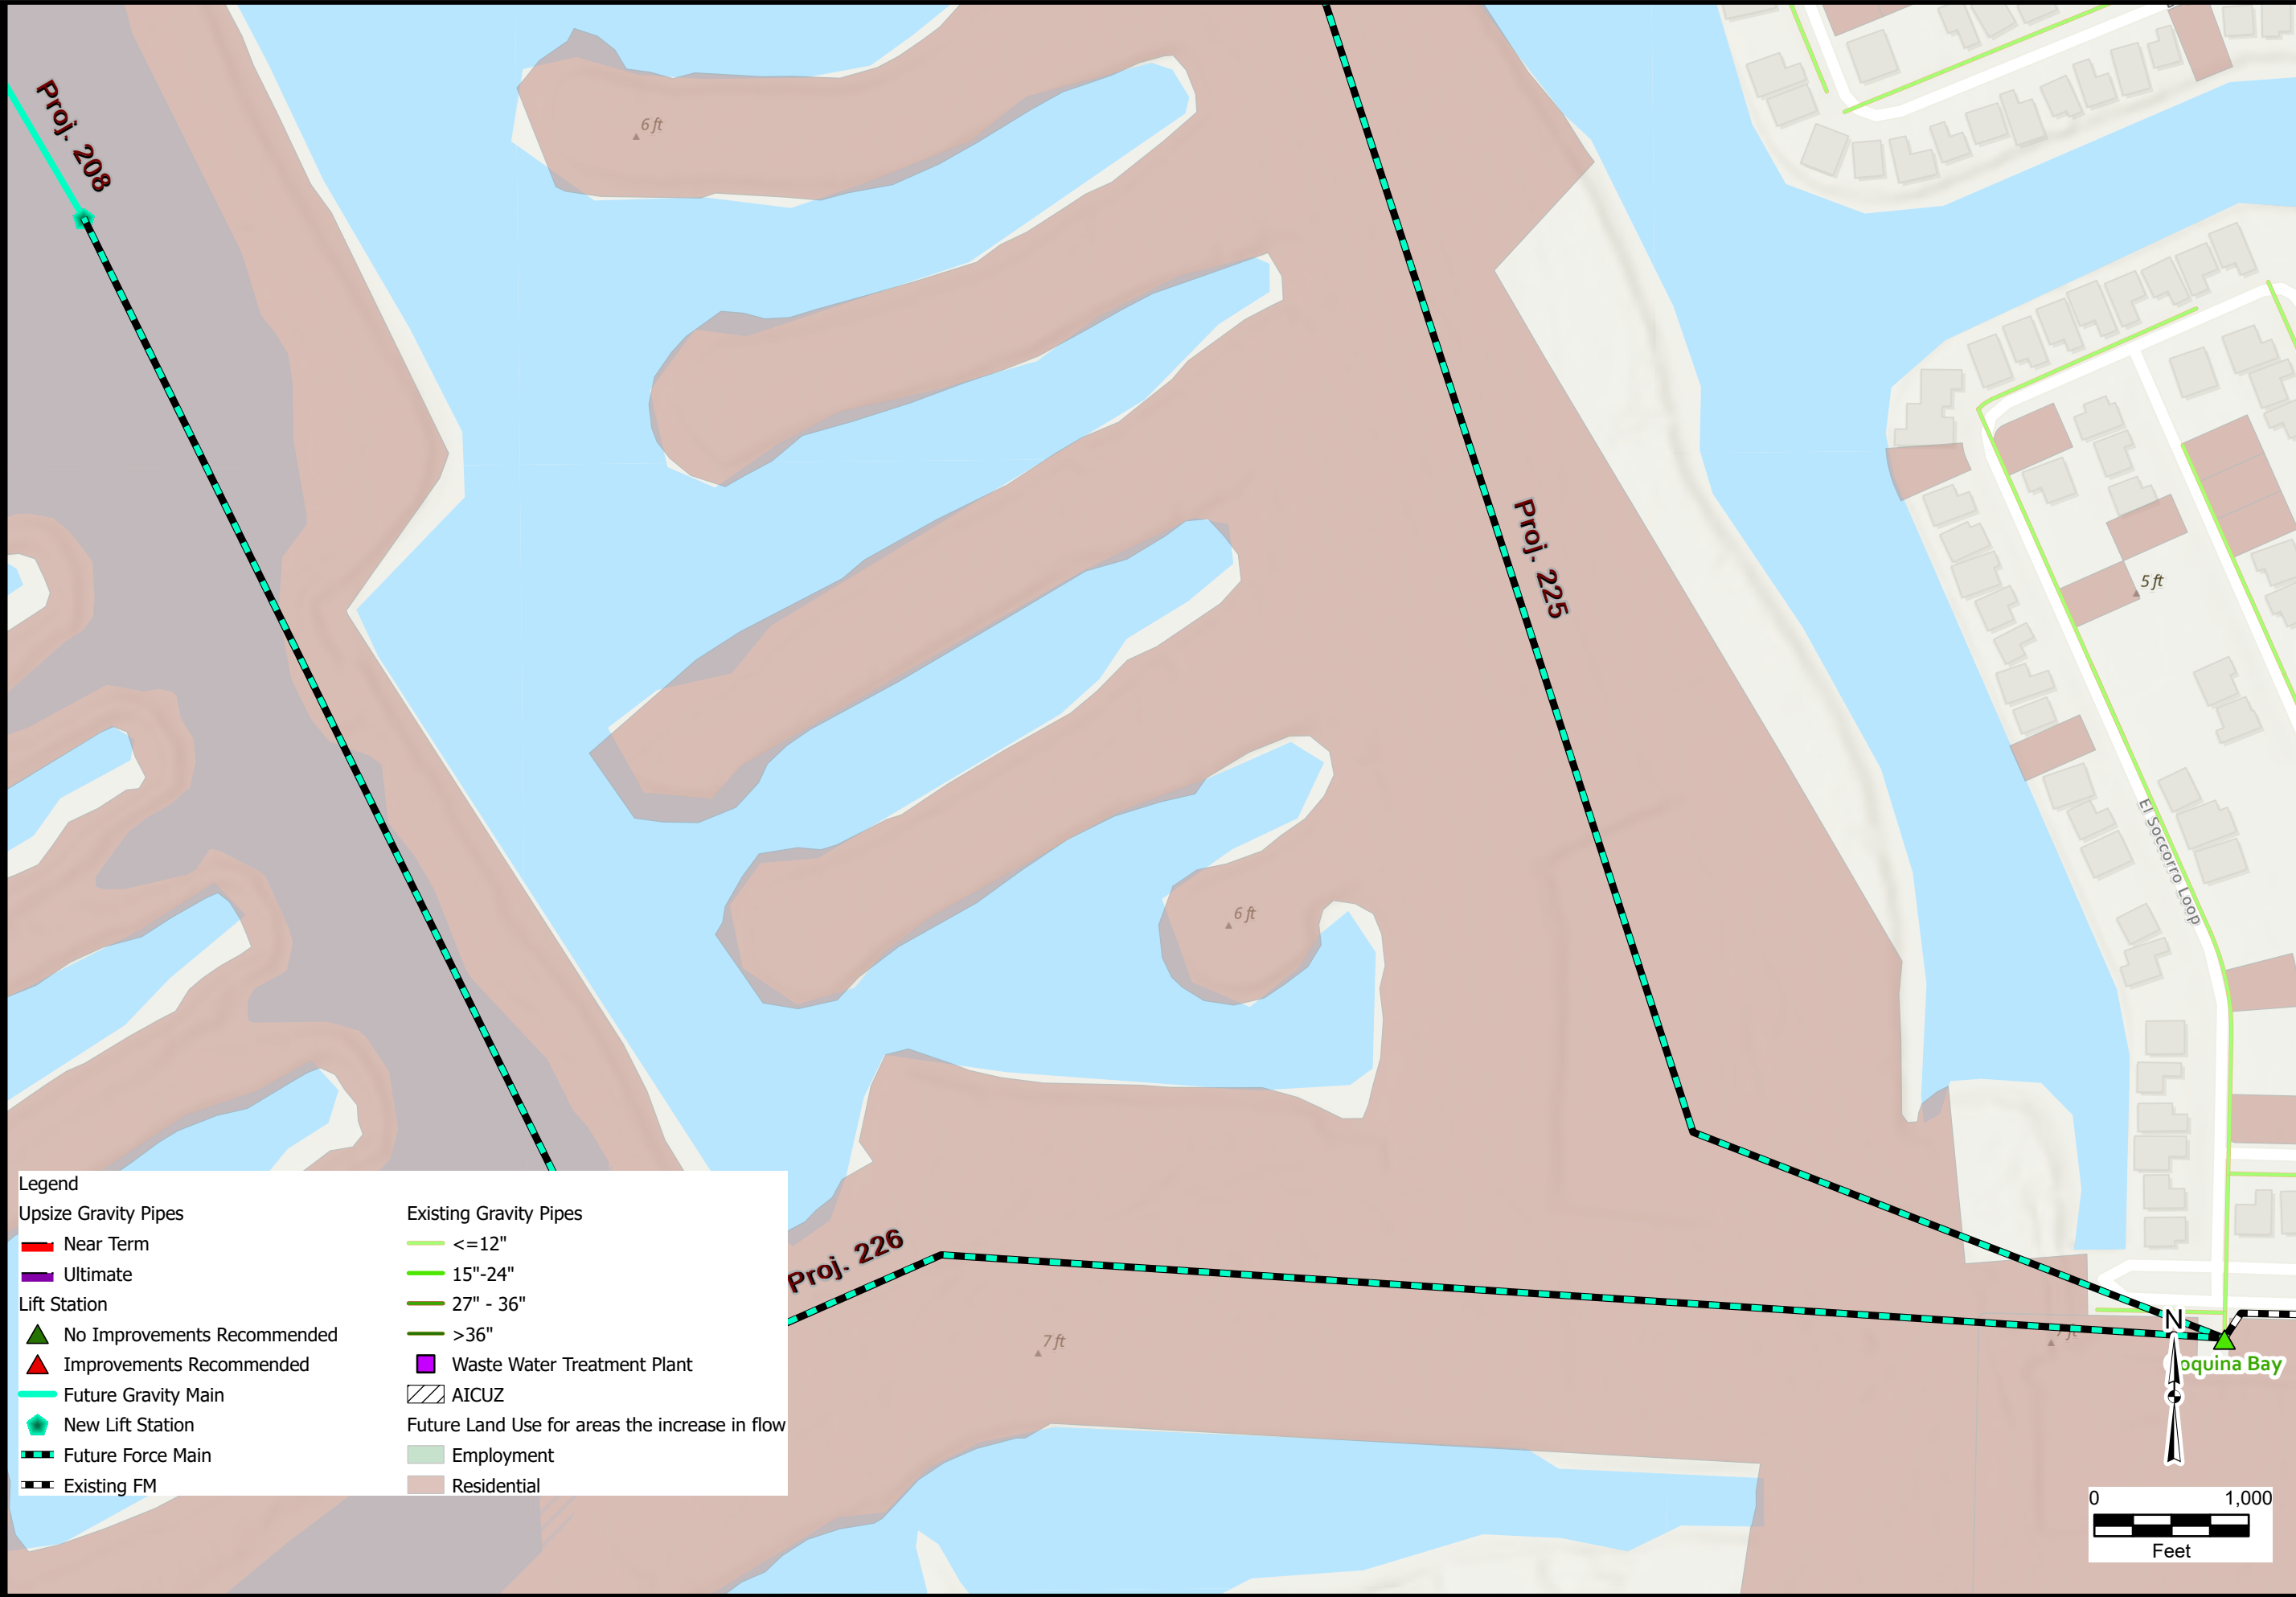 Proj. 208
6 ft
Proj. 225
5 ft
El Soccorro Loop
6 ft
Proj. 226
7 ft
7 ft
N
oquina Bay
Legend
Upsize Gravity Pipes
Near Term
Ultimate
Lift Station
No Improvements Recommended
Improvements Recommended
Future Gravity Main
New Lift Station
Future Force Main
Existing FM
Existing Gravity Pipes
<=12"
15"-24"
27" - 36"
>36"
Waste Water Treatment Plant
AICUZ
Future Land Use for areas the increase in flow
Employment
Residential
0 1,000
Feet